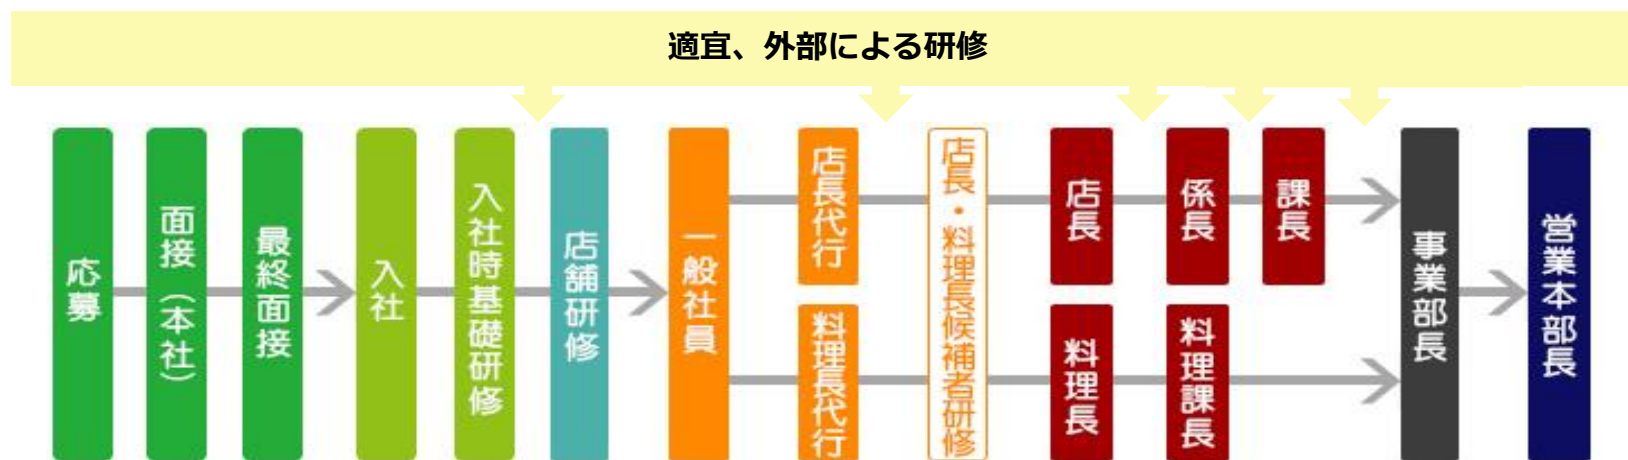 適宜、外部による研修
応募
面接（本社）
最終面接
入社
入社時基礎研修
店舗研修
一般社員
店長代行
料理長代行
店長・料理長候補者研修
店長
料理長
係長
料理課長
課長
事業部長
営業本部長